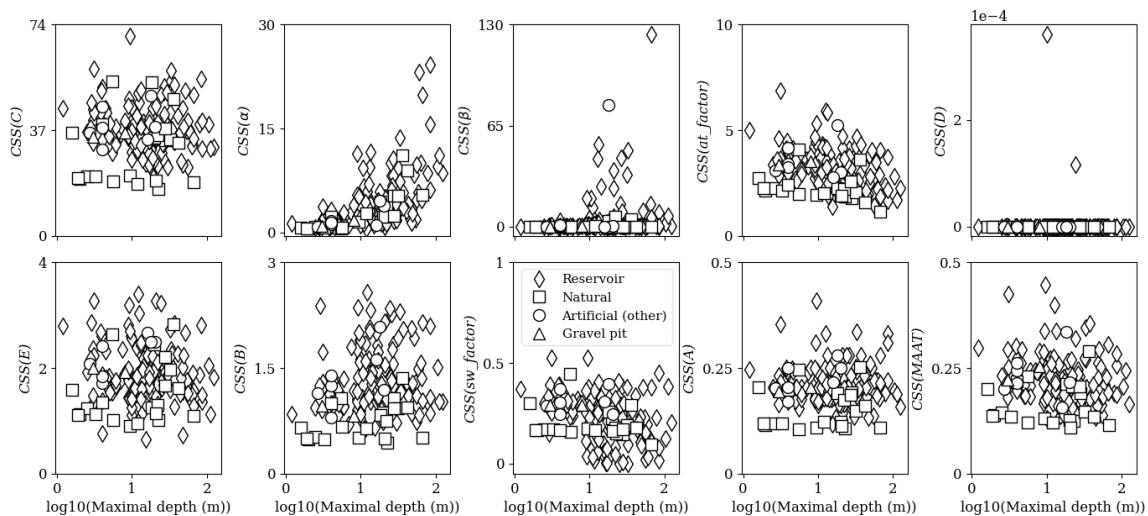 1e−4
74
37
0
CSS(C)
15
0
CSS(α)
130
65
0
CSS(β)
10
5
0
CSS(at_factor)
2
0
CSS(D)
4
2
0
CSS(E)
0 1 2
log10(Maximal depth (m))
3
1.5
0
CSS(B)
0 1 2
log10(Maximal depth (m))
1
0.5
0
CSS(sw_factor)
Reservoir
Natural
Artificial (other)
Gravel pit
0 1 2
log10(Maximal depth (m))
0.5
0.25
0
CSS(A)
0 1 2
log10(Maximal depth (m))
0.5
0.25
0
CSS(MAAT)
0 1 2
log10(Maximal depth (m))